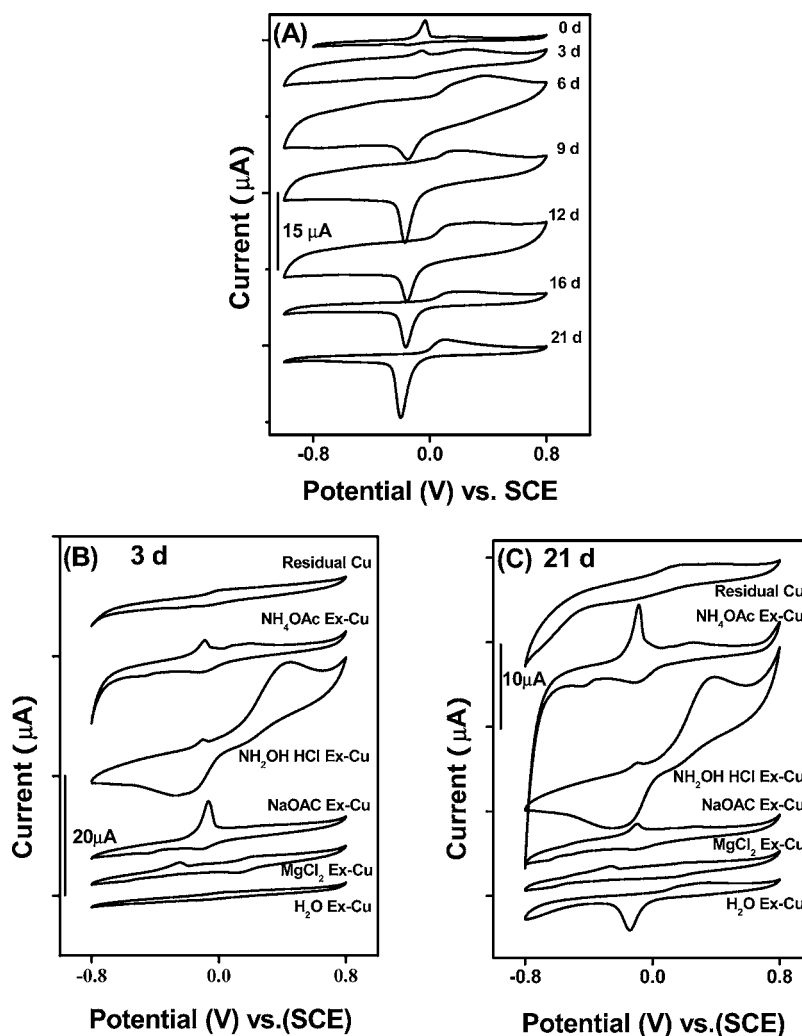 (A)
0 d
3 d
6 d
9 d
12 d
16 d
21 d
15 μA
Current (μA)
-0.8 0.0 0.8
Potential (V) vs. SCE
(B) 3 d
Residual Cu
NH₄OAc Ex-Cu
NH₂OH HCl Ex-Cu
NaOAC Ex-Cu
MgCl₂ Ex-Cu
H₂O Ex-Cu
20μA
Current (μA)
-0.8 0.0 0.8
Potential (V) vs.(SCE)
(C) 21 d
Residual Cu
NH₄OAc Ex-Cu
10μA
NH₂OH HCl Ex-Cu
NaOAC Ex-Cu
MgCl₂ Ex-Cu
H₂O Ex-Cu
Current (μA)
-0.8 0.0 0.8
Potential (V) vs.(SCE)